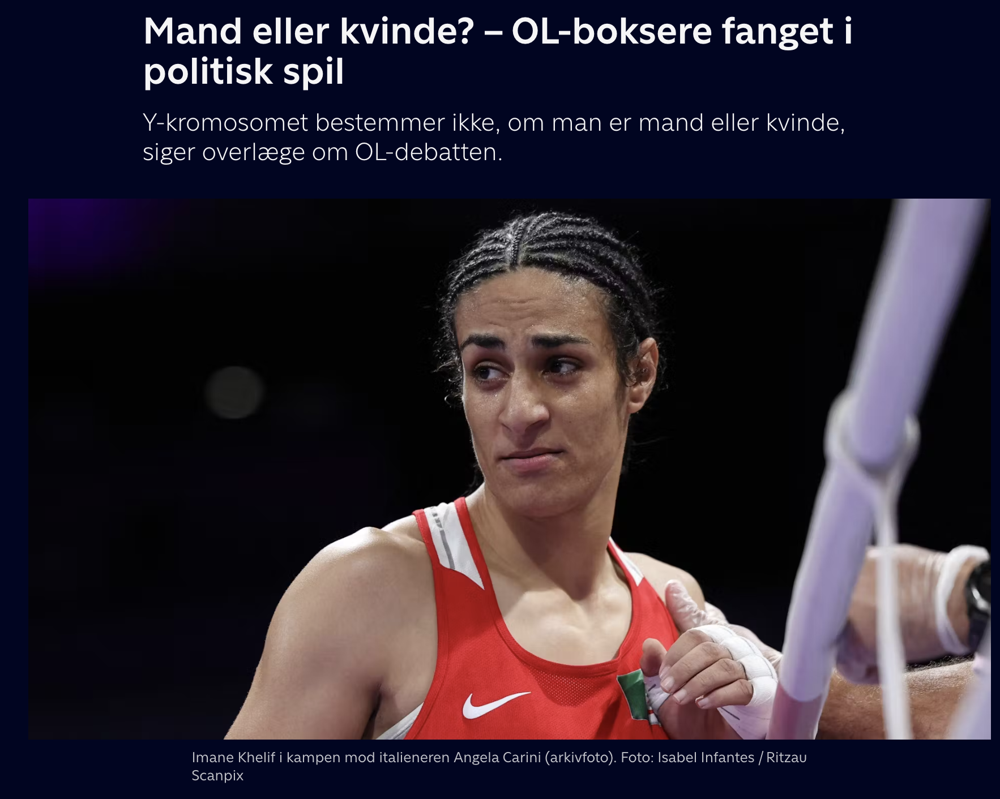 Mand eller kvinde? – OL-boksere fanget i
politisk spil
Y-kromosomet bestemmer ikke, om man er mand eller kvinde,
siger overlæge om OL-debatten.
Imane Khelif i kampen mod italieneren Angela Carini (arkivfoto). Foto: Isabel Infantes / Ritzau
Scanpix